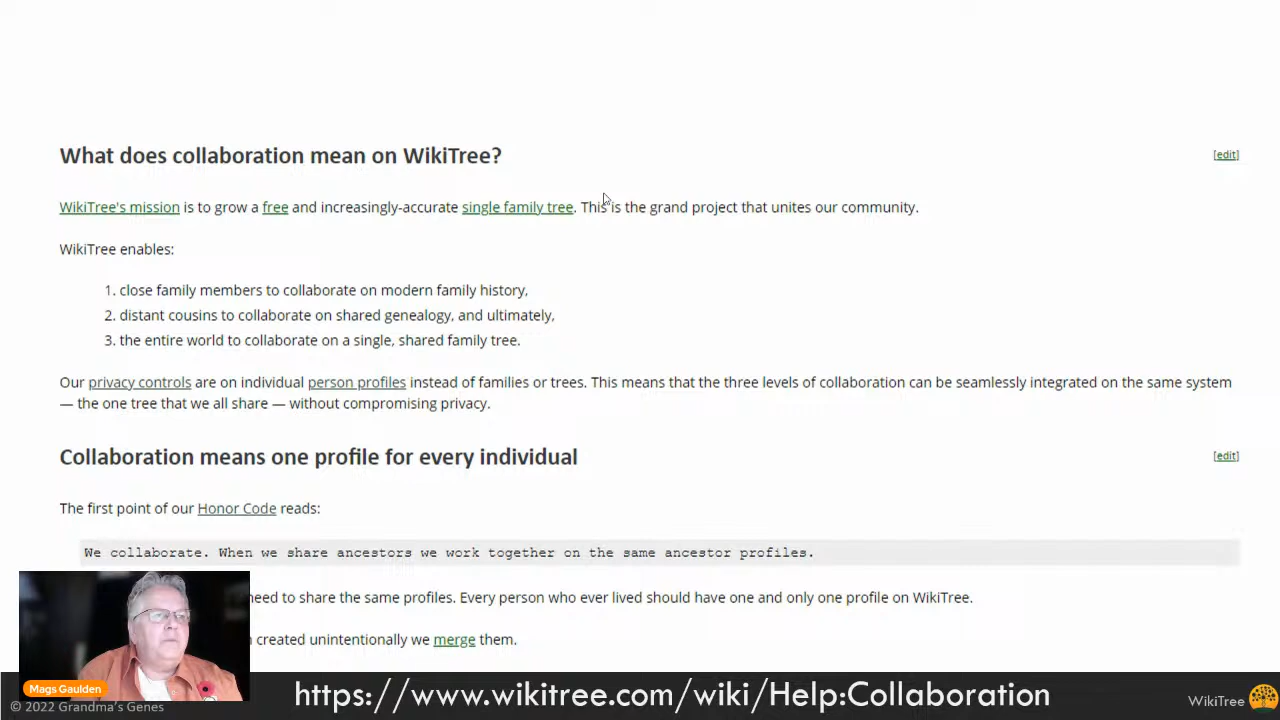 What does collaboration mean on WikiTree?
[edit]
WikiTree's mission is to grow a free and increasingly-accurate single family tree. This is the grand project that unites our community.
WikiTree enables:
1. close family members to collaborate on modern family history,
2. distant cousins to collaborate on shared genealogy, and ultimately,
3. the entire world to collaborate on a single, shared family tree.
Our privacy controls are on individual person profiles instead of families or trees. This means that the three levels of collaboration can be seamlessly integrated on the same system
— the one tree that we all share — without compromising privacy.
Collaboration means one profile for every individual
[edit]
The first point of our Honor Code reads:
We collaborate. When we share ancestors we work together on the same ancestor profiles.
need to share the same profiles. Every person who ever lived should have one and only one profile on WikiTree.
created unintentionally we merge them.
Mags Gaulden
© 2022 Grandma's Genes
https://www.wikitree.com/wiki/Help:Collaboration
WikiTree